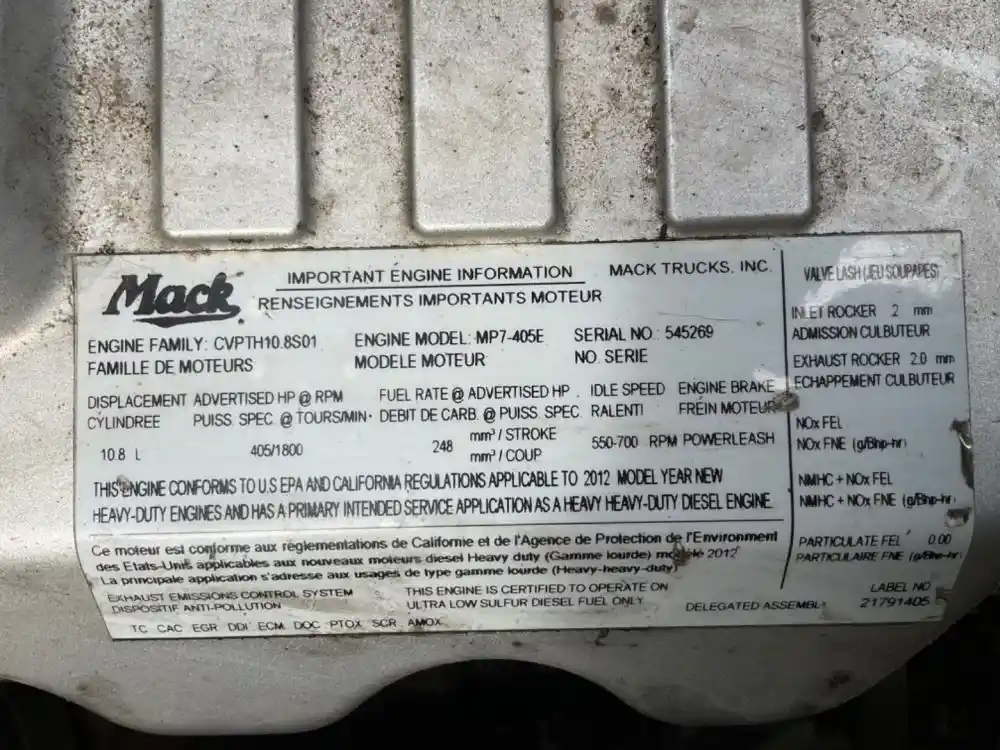 Mack
IMPORTANT ENGINE INFORMATION
MACK TRUCKS, INC.
RENSEIGNEMENTS IMPORTANTS MOTEUR
ENGINE FAMILY: CVPTH10.8S01
ENGINE MODEL: MP7-405E
SERIAL NO: 545269
FAMILLE DE MOTEURS
MODELE MOTEUR
NO. SERIE
DISPLACEMENT ADVERTISED HP @ RPM FUEL RATE @ ADVERTISED HP. IDLE SPEED ENGINE BRAKE
CYLINDREE PUISS. SPEC. @ TOURS/MIN. DEBIT DE CARB. @ PUISS. SPEC. RALENTI FRÉIN MOTEUR
10.8 L 405/1800 248 mm³ / STROKE 550-700 RPM POWERLEASH
mm³ / COUP
THIS ENGINE CONFORMS TO U.S EPA AND CALIFORNIA REGULATIONS APPLICABLE TO 2012 MODEL YEAR NEW
HEAVY-DUTY ENGINES AND HAS A PRIMARY INTENDED SERVICE APPLICATION AS A HEAVY HEAVY-DUTY DIESEL ENGINE.
Ce moteur est conforme aux réglementations de Californie et de l'Agence de Protection de l'Environment
des Etats-Unis applicables aux nouveaux moteurs diesel Heavy duty (Gamme lourde) modèle 2012
La principale application s'adresse aux usages de type gamme lourde (Heavy-heavy-duty)
EXHAUST EMISSIONS CONTROL SYSTEM
DISPOSITIF ANTI-POLLUTION
TC CAC EGR DDI ECM DOC PTOX SCR AMOX
THIS ENGINE IS CERTIFIED TO OPERATE ON
ULTRA LOW SULFUR DIESEL FUEL ONLY.
DELEGATED ASSEMBLY
VALVE LASH (JEU SOUPAPES)
INLET ROCKER .2 mm
ADMISSION CULBUTEUR
EXHAUST ROCKER 2.0 mm
ECHAPPEMENT CULBUTEUR
NOx FEL
NOx FNE (g/Bhp-hr)
NMHC + NOx FEL
NMHC + NOx FNE (g/Bhp-hr)
PARTICULATE FEL 0.00
PARTICULAIRE FNE (g/Bhp-hr)
LABEL NO
21791405